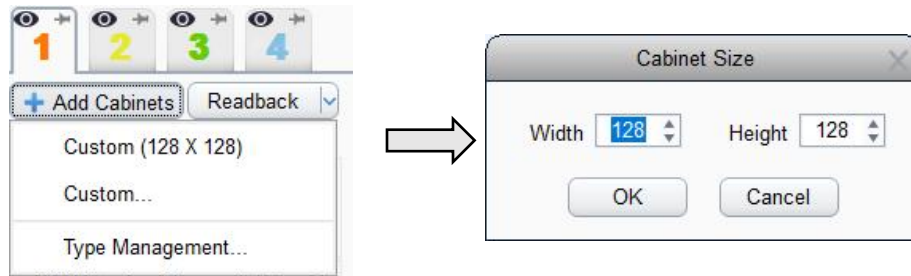 1 2 3 4
Add Cabinets Readback
Custom (128 X 128)
Custom...
Type Management...
Cabinet Size
Width 128 Height 128
OK Cancel